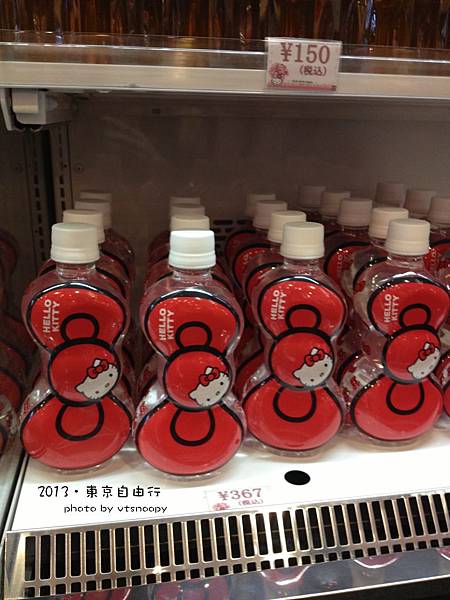 ¥150
(税込)
HELLO
KITTY
HELLO
KITTY
HELLO
KITTY
HELLO
KITTY
¥367
2013・東京自由行
photo by vtsnoopy